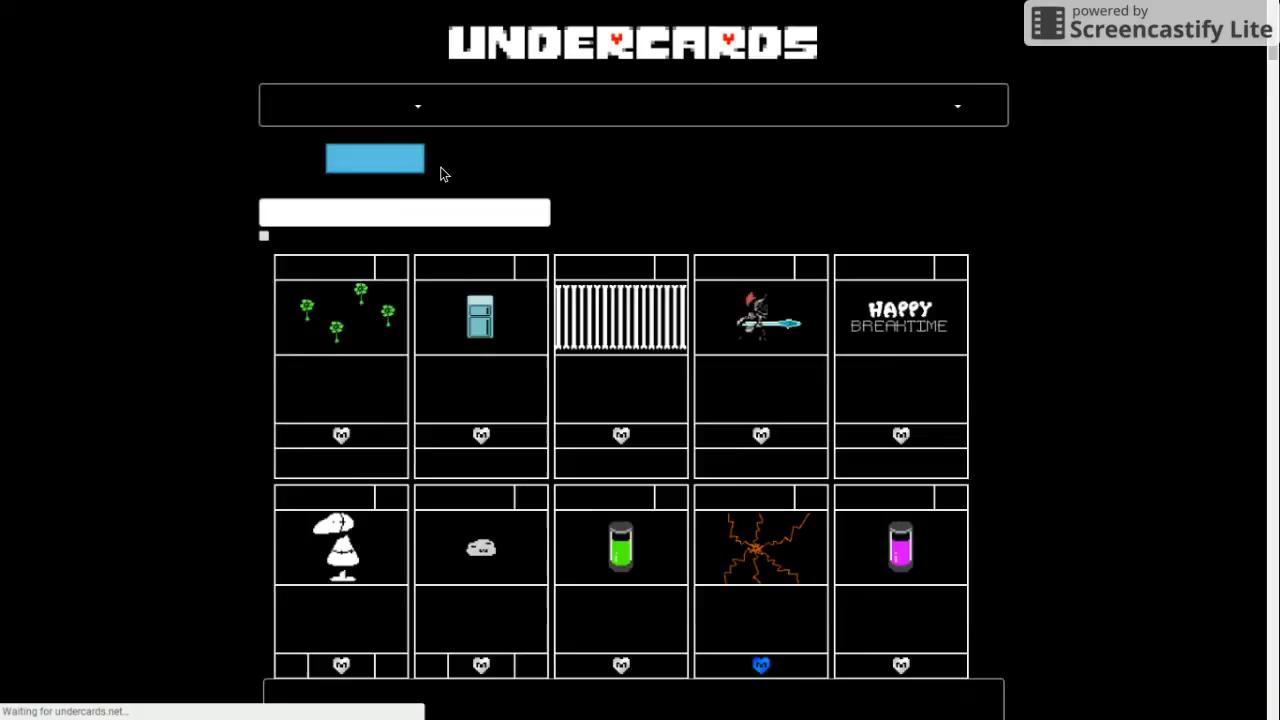 UNDERCARDS
powered by
Screencastify Lite
HAPPY
BREAKTIME
Waiting for undercards.net...